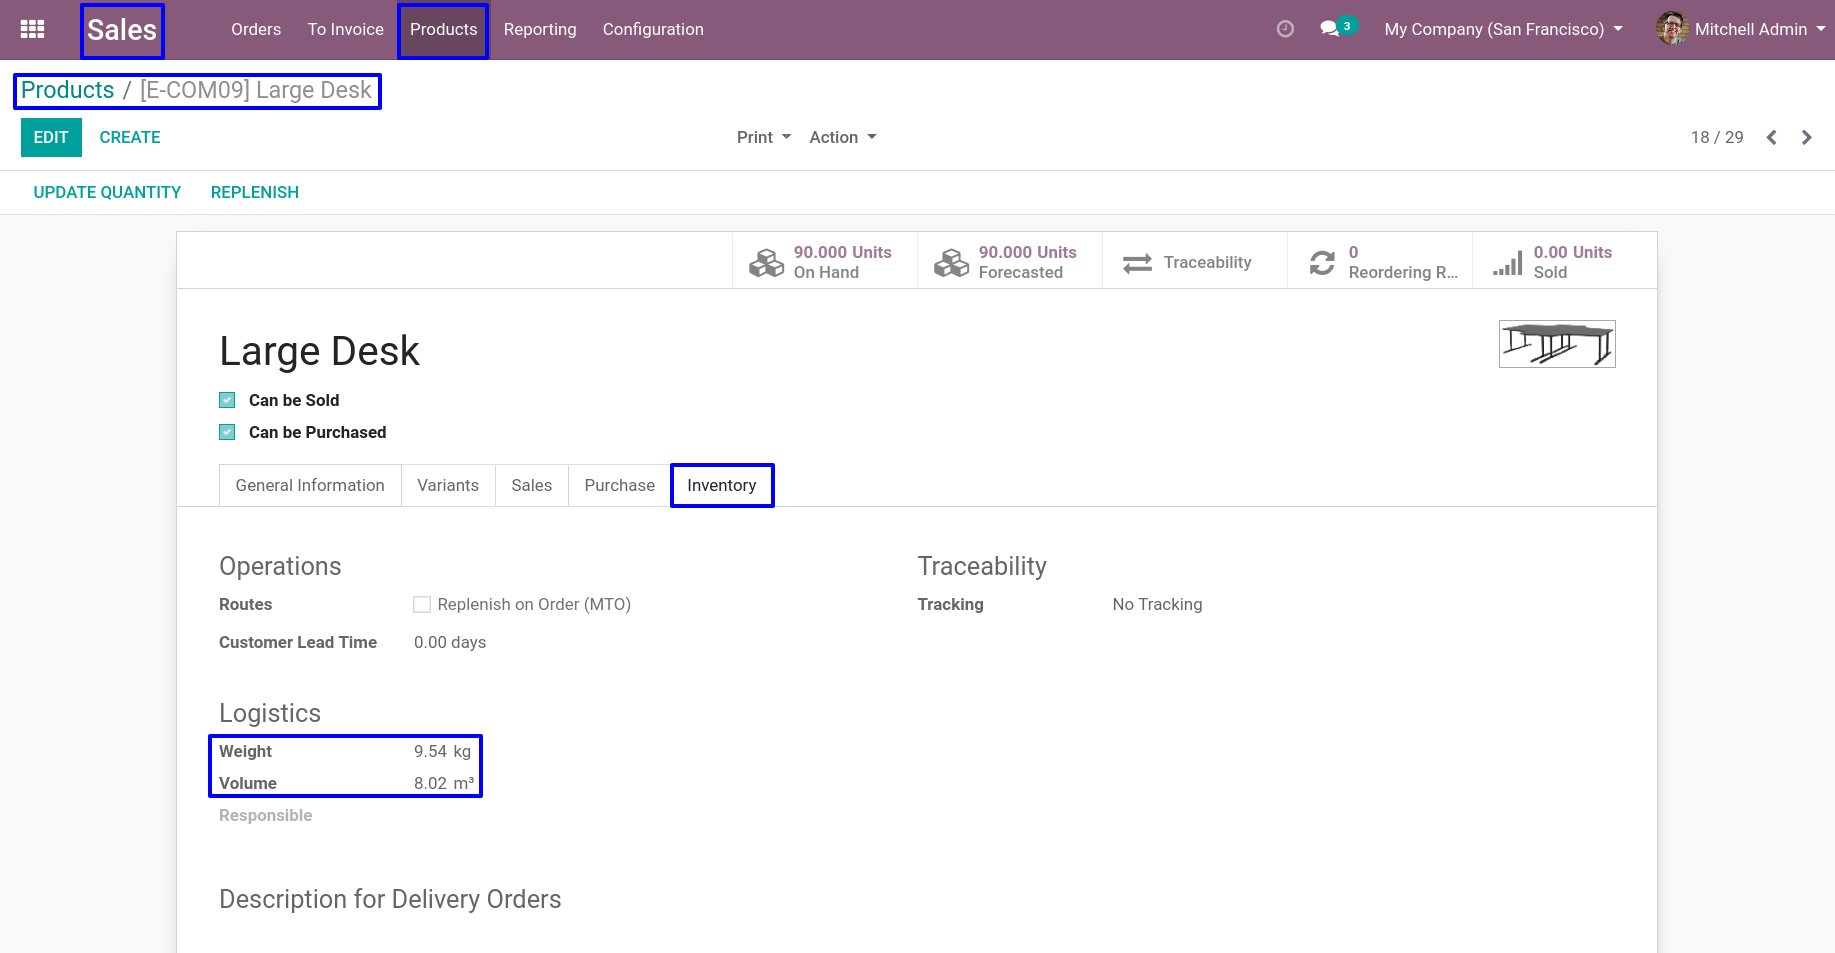 Sales Orders To Invoice Products Reporting Configuration 3 My Company (San Francisco) Mitchell Admin
Products / [E-COM09] Large Desk
EDIT CREATE Print Action 18 / 29
UPDATE QUANTITY REPLENISH
90.000 Units 90.000 Units 0 0.00 Units
On Hand Forecasted Traceability Reordering R... Sold
Large Desk
Can be Sold
Can be Purchased
General Information Variants Sales Purchase Inventory
Operations Traceability
Routes Replenish on Order (MTO) Tracking No Tracking
Customer Lead Time 0.00 days
Logistics
Weight 9.54 kg
Volume 8.02 m³
Responsible
Description for Delivery Orders